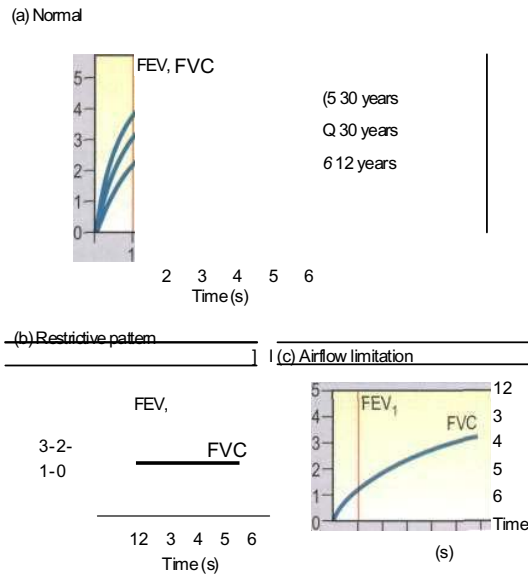 (a) Normal
FEV, FVC
5
4
3
2
1
0
1
(5 30 years
Q 30 years
6 12 years
2 3 4 5 6
Time (s)
(b) Restrictive pattern
] I (c) Airflow limitation
FEV,
3-2-
1-0
FVC
12 3 4 5 6
Time (s)
5
4
3
2
1
0
FEV₁
FVC
12
3
4
5
6
Time
(s)